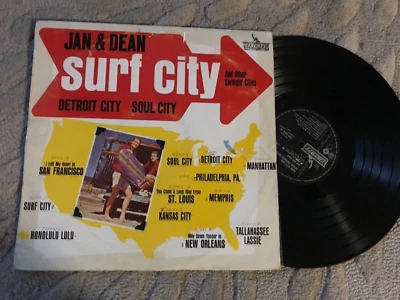 JAN & DEAN
LIBERTY
surf city
And Other
Swingin' Cities
DETROIT CITY SOUL CITY
I Left My Heart In
SAN FRANCISCO
SOUL CITY
DETROIT CITY
MANHATTAN
PHILADELPHIA, PA.
You Came A Long Way From
ST. LOUIS
MEMPHIS
SURF CITY
KANSAS CITY
HONOLULU LULU
Way Down Yonder In
NEW ORLEANS
TALLAHASSEE
LASSIE